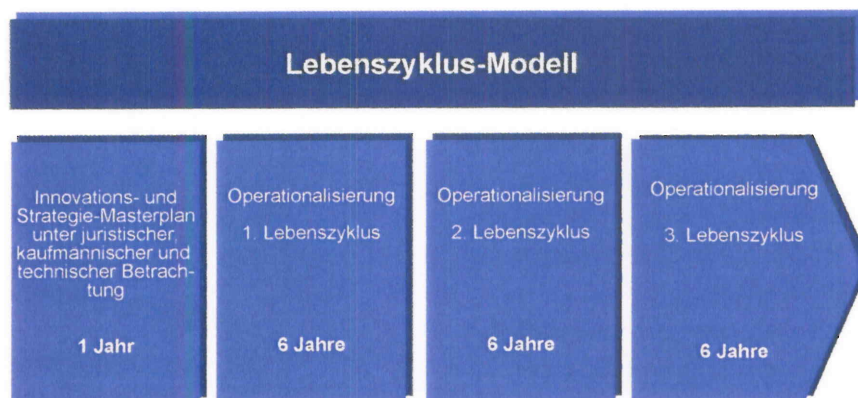 Lebenszyklus-Modell
Innovations- und
Strategie-Masterplan
unter juristischer,
kaufmännischer und
technischer Betrach-
tung
1 Jahr
Operationalisierung
1. Lebenszyklus
6 Jahre
Operationalisierung
2. Lebenszyklus
6 Jahre
Operationalisierung
3. Lebenszyklus
6 Jahre